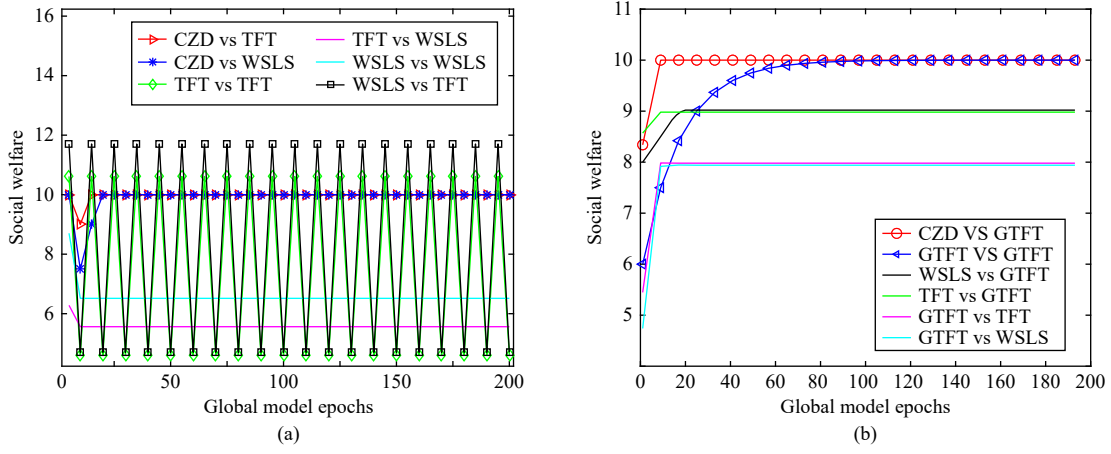 16
14
12
10
8
6
Social welfare
CZD vs TFT
CZD vs WSLS
TFT vs TFT
TFT vs WSLS
WSLS vs WSLS
WSLS vs TFT
0
50
100
150
200
Global model epochs
(a)
11
10
9
8
7
6
5
Social welfare
CZD VS GTFT
GTFT VS GTFT
WSLS vs GTFT
TFT vs GTFT
GTFT vs TFT
GTFT vs WSLS
0
20
40
60
80
100
120
140
160
180
200
Global model epochs
(b)